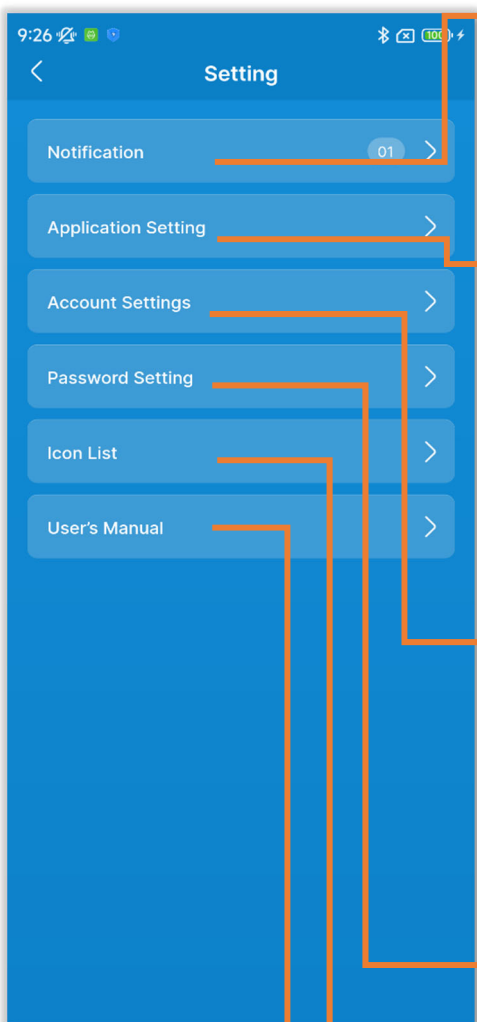 9:26
100
Setting
Notification 01
Application Setting
Account Settings
Password Setting
Icon List
User's Manual